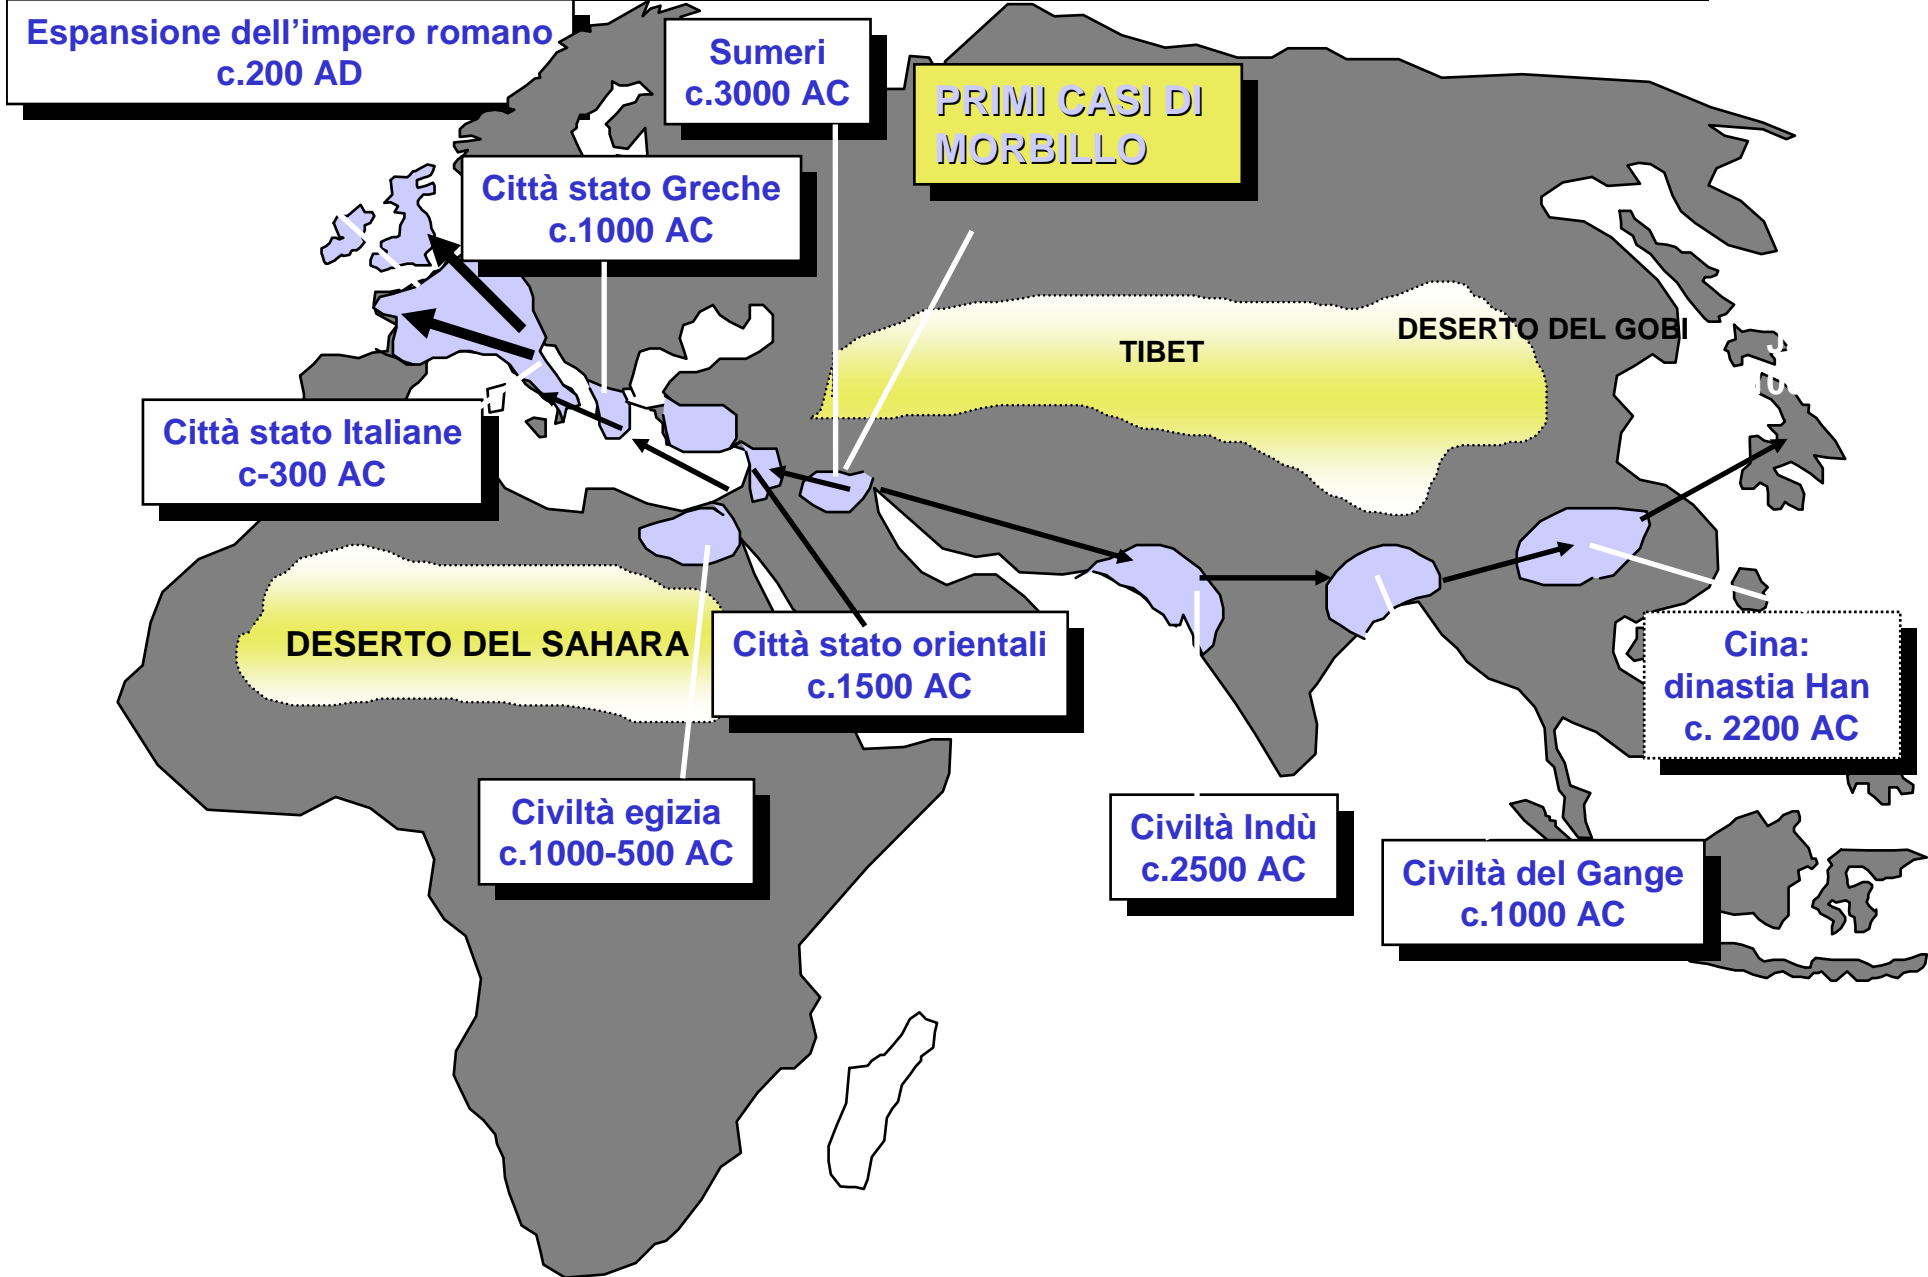 Espansione dell'impero romano
c.200 AD
Sumeri
c.3000 AC
PRIMI CASI DI
MORBILLO
Città stato Greche
c.1000 AC
DESERTO DEL GOBI
TIBET
Città stato Italiane
c-300 AC
DESERTO DEL SAHARA
Città stato orientali
c.1500 AC
Cina:
dinastia Han
c. 2200 AC
Civiltà egizia
c.1000-500 AC
Civiltà Indù
c.2500 AC
Civiltà del Gange
c.1000 AC